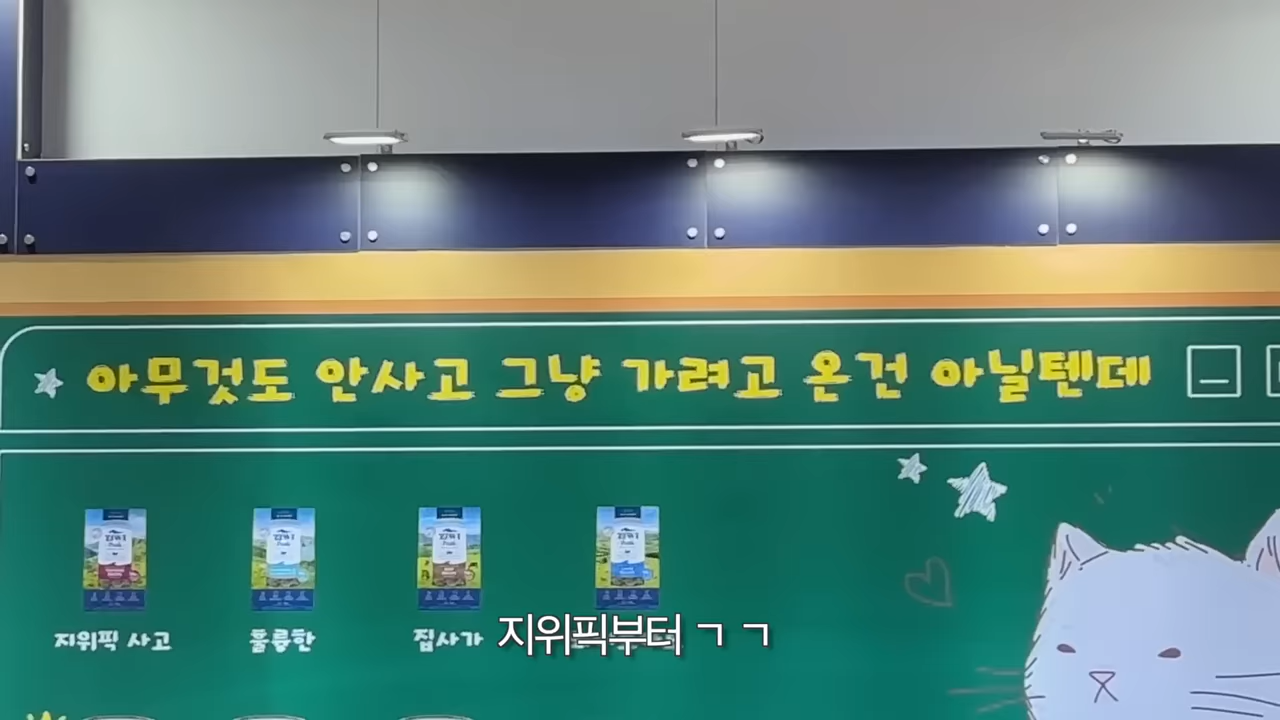 아무것도 안사고 그냥 가려고 온건 아닐텐데
지위픽 사고 훌륭한 집사가
지위픽부터 ㄱ ㄱ